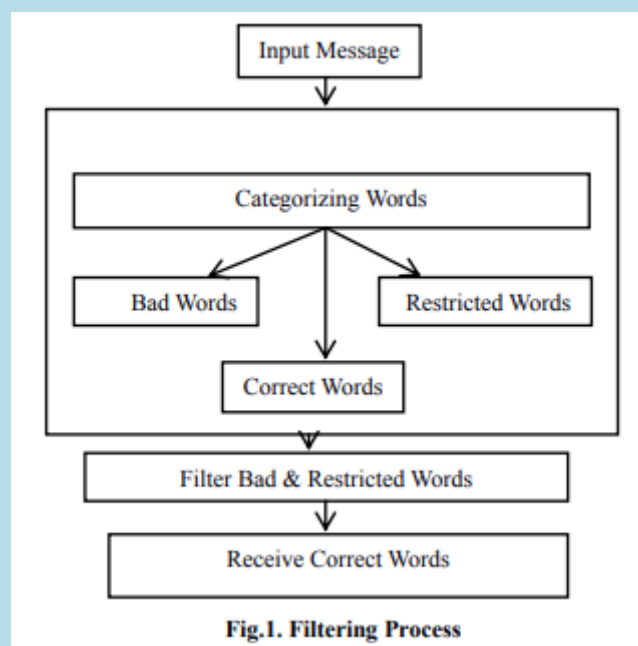 Input Message
Categorizing Words
Bad Words
Restricted Words
Correct Words
Filter Bad & Restricted Words
Receive Correct Words
Fig.1. Filtering Process